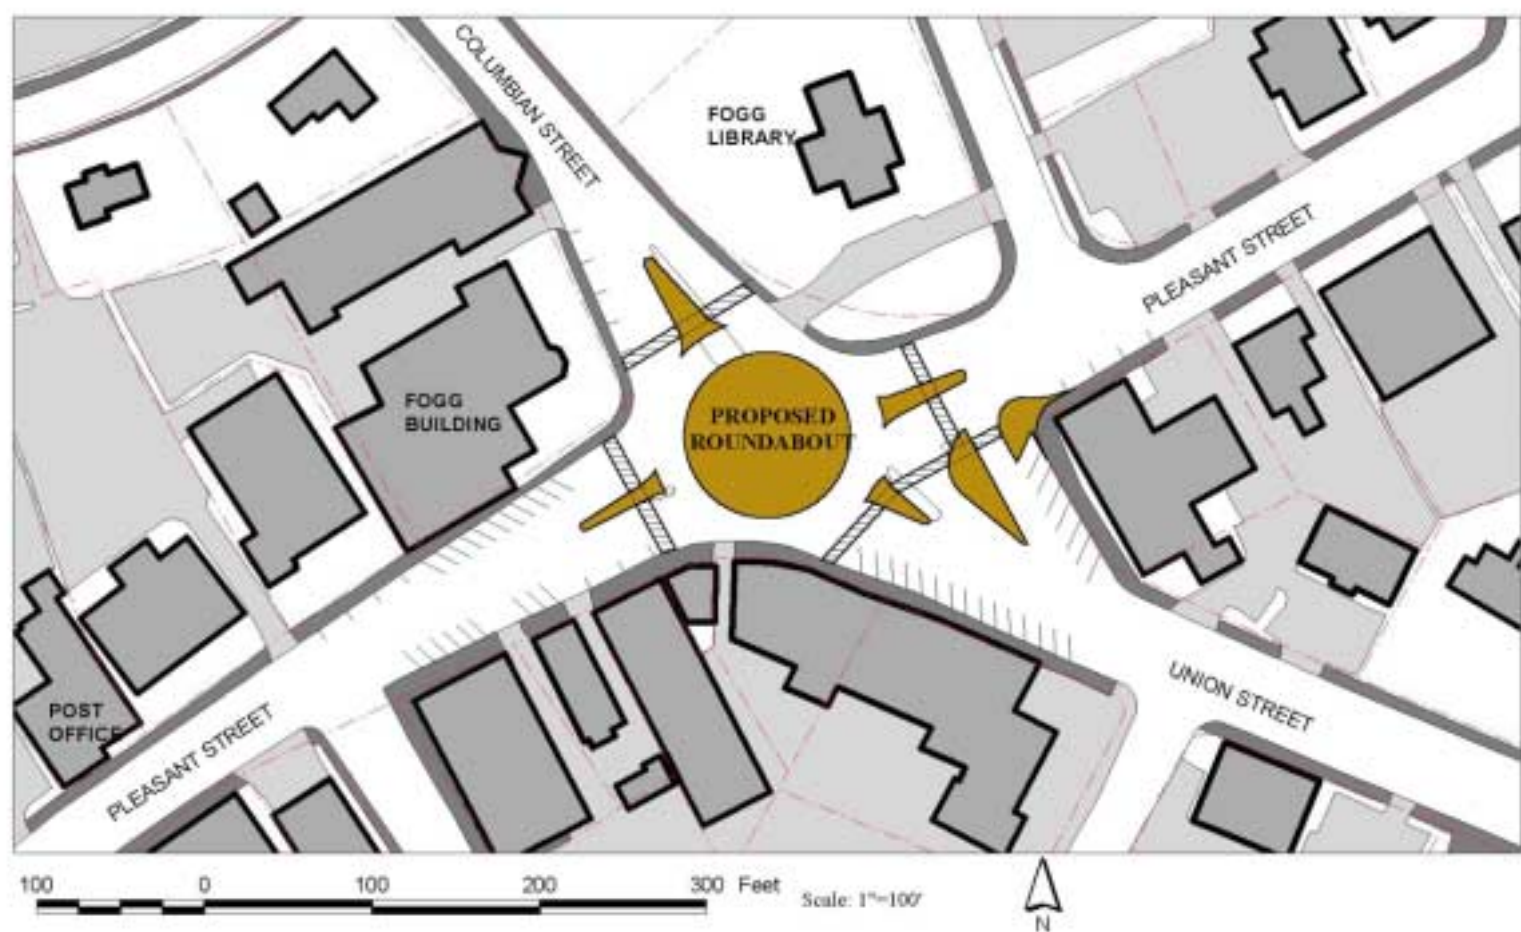 COLUMBIAN STREET
FOGG
LIBRARY
PLEASANT STREET
PROPOSED
ROUNDABOUT
FOGG
BUILDING
POST
OFFICE
PLEASANT STREET
UNION STREET
100 0 100 200 300 Feet
Scale: 1"=100'
N